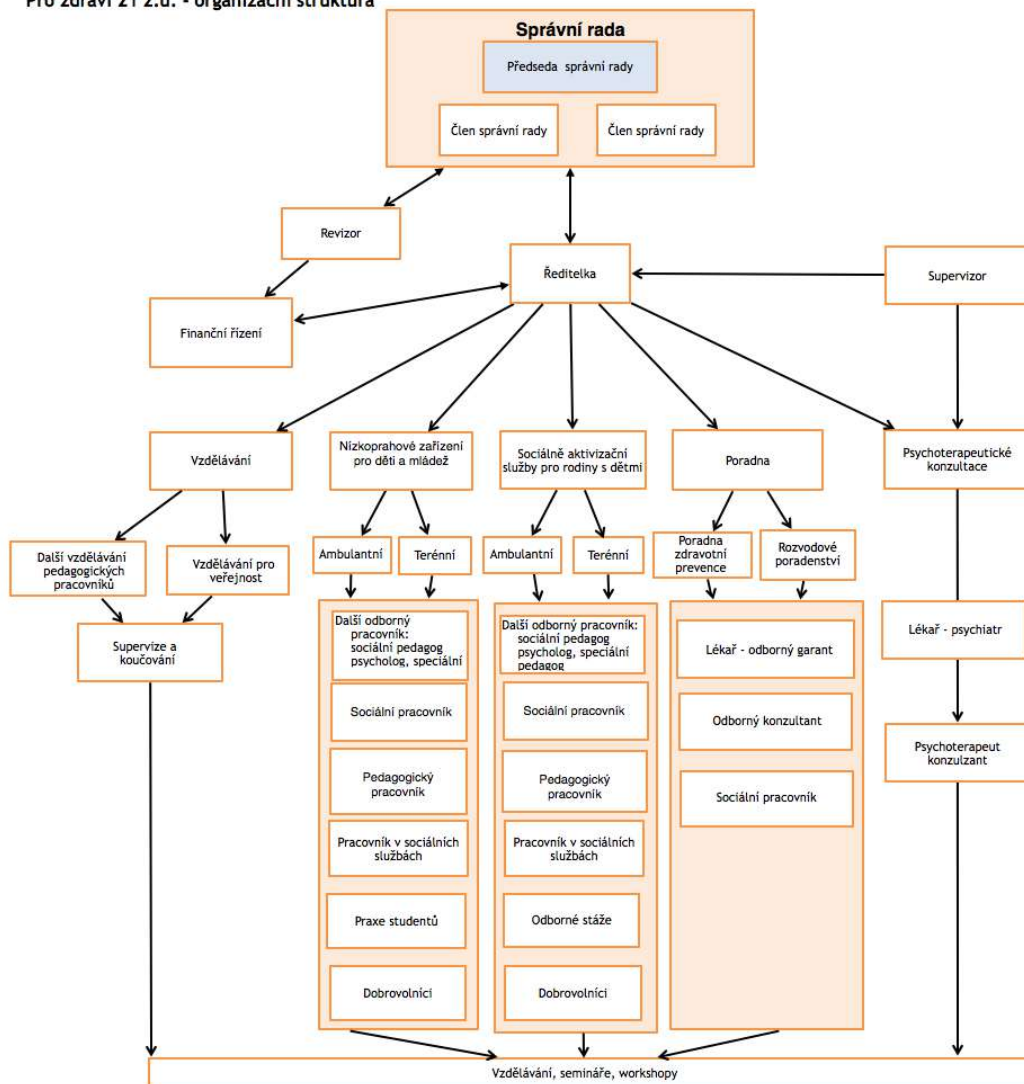 Pro zdraví 21 z.ú. - organizační struktura
Správní rada
Předseda správní rady
Člen správní rady
Člen správní rady
Revizor
Ředitelka
Supervizor
Finanční řízení
Vzdělávání
Nízkoprahové zařízení
pro děti a mládež
Sociálně aktivizační
služby pro rodiny s dětmi
Poradna
Psychoterapeutické
konzultace
Další vzdělávání
pedagogických
pracovníků
Vzdělávání pro
veřejnost
Ambulantní
Terénní
Ambulantní
Terénní
Poradna
zdravotní
prevence
Rozvodové
poradenství
Supervize a
koučování
Další odborný
pracovník:
sociální pedagog
psycholog, speciální
Sociální pracovník
Pedagogický
pracovník
Pracovník v sociálních
službách
Praxe studentů
Dobrovolníci
Další odborný pracovník:
sociální pedagog
psycholog, speciální
pedagog
Sociální pracovník
Pedagogický
pracovník
Pracovník v sociálních
službách
Odborné stáže
Dobrovolníci
Lékař - odborný garant
Odborný konzultant
Sociální pracovník
Lékař - psychiatr
Psychoterapeut
konzulzant
Vzdělávání, semináře, workshopy